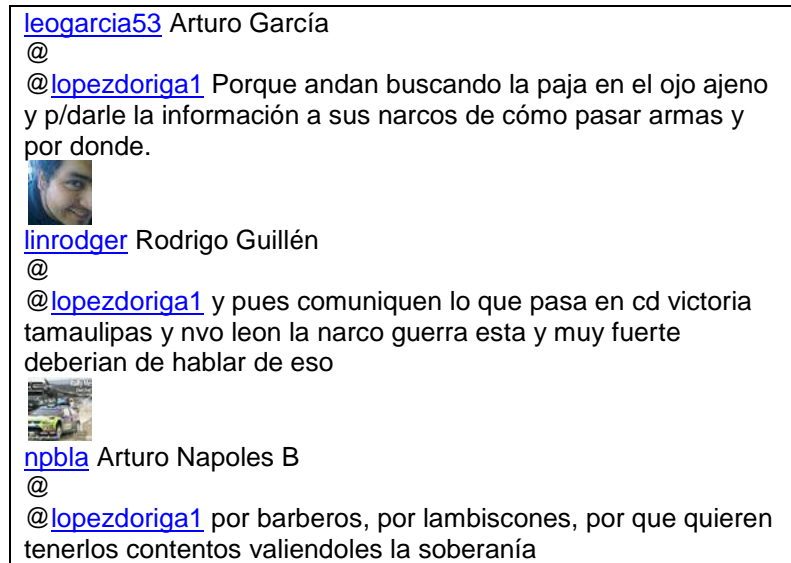 leogarcia53 Arturo García
@
@lopezdoriga1 Porque andan buscando la paja en el ojo ajeno
y p/darle la información a sus narcos de cómo pasar armas y
por donde.
linrodger Rodrigo Guillén
@
@lopezdoriga1 y pues comuniquen lo que pasa en cd victoria
tamaulipas y nvo leon la narco guerra esta y muy fuerte
deberian de hablar de eso
npbla Arturo Napoles B
@
@lopezdoriga1 por barberos, por lambiscones, por que quieren
tenerlos contentos valiendoles la soberanía